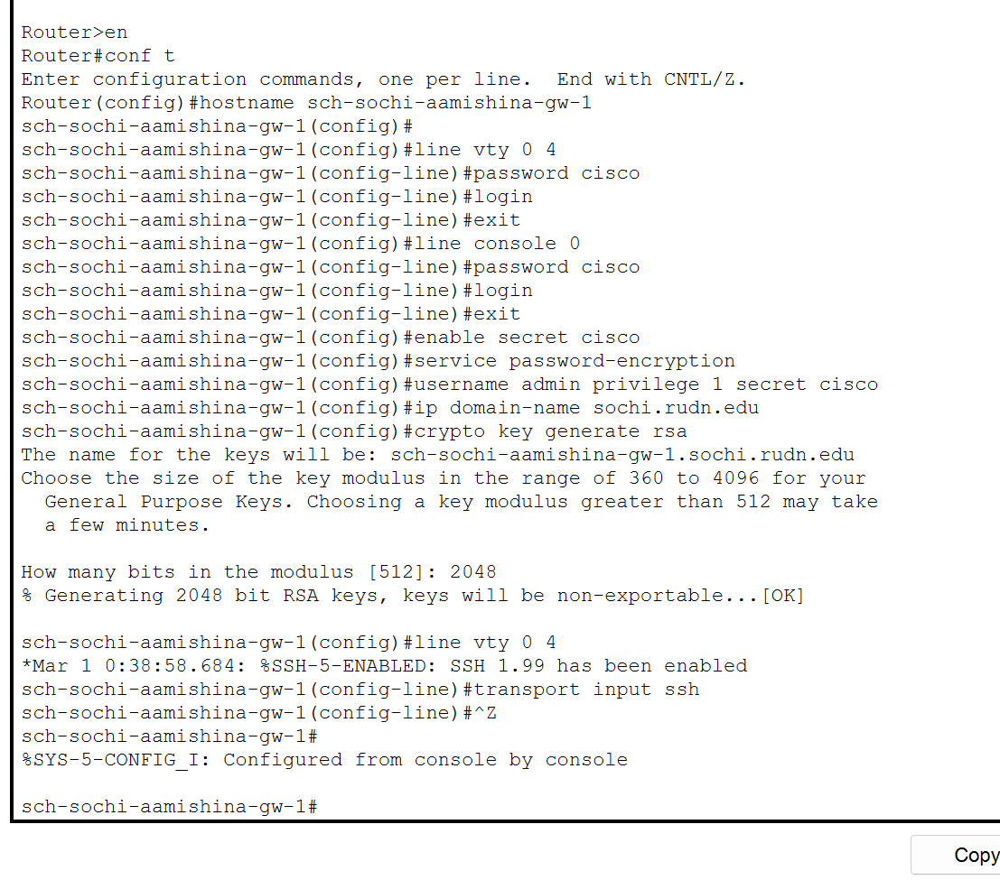 Router>en
Router#conf t
Enter configuration commands, one per line.  End with CNTL/Z.
Router(config)#hostname sch-sochi-aamishina-gw-1
sch-sochi-aamishina-gw-1(config)#
sch-sochi-aamishina-gw-1(config)#line vty 0 4
sch-sochi-aamishina-gw-1(config-line)#password cisco
sch-sochi-aamishina-gw-1(config-line)#login
sch-sochi-aamishina-gw-1(config-line)#exit
sch-sochi-aamishina-gw-1(config)#line console 0
sch-sochi-aamishina-gw-1(config-line)#password cisco
sch-sochi-aamishina-gw-1(config-line)#login
sch-sochi-aamishina-gw-1(config-line)#exit
sch-sochi-aamishina-gw-1(config)#enable secret cisco
sch-sochi-aamishina-gw-1(config)#service password-encryption
sch-sochi-aamishina-gw-1(config)#username admin privilege 1 secret cisco
sch-sochi-aamishina-gw-1(config)#ip domain-name sochi.rudn.edu
sch-sochi-aamishina-gw-1(config)#crypto key generate rsa
The name for the keys will be: sch-sochi-aamishina-gw-1.sochi.rudn.edu
Choose the size of the key modulus in the range of 360 to 4096 for your
  General Purpose Keys. Choosing a key modulus greater than 512 may take
  a few minutes.

How many bits in the modulus [512]: 2048
% Generating 2048 bit RSA keys, keys will be non-exportable...[OK]

sch-sochi-aamishina-gw-1(config)#line vty 0 4
*Mar 1 0:38:58.684: %SSH-5-ENABLED: SSH 1.99 has been enabled
sch-sochi-aamishina-gw-1(config-line)#transport input ssh
sch-sochi-aamishina-gw-1(config-line)#^Z
sch-sochi-aamishina-gw-1#
%SYS-5-CONFIG_I: Configured from console by console

sch-sochi-aamishina-gw-1#
Copy